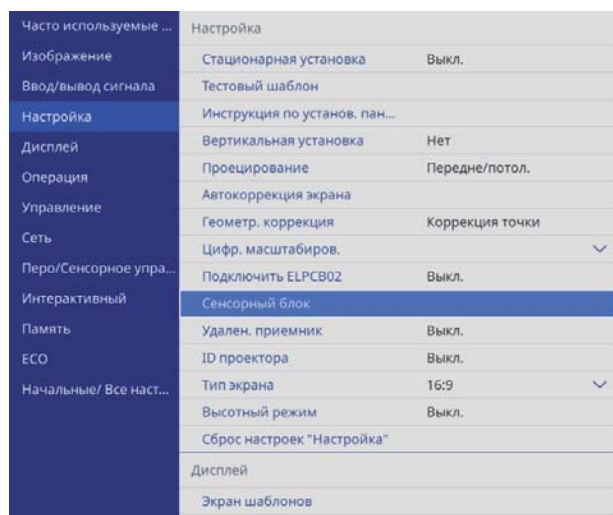 Часто используемые ...
Изображение
Ввод/вывод сигнала
Настройка
Дисплей
Операция
Управление
Сеть
Перо/Сенсорное упра...
Интерактивный
Память
ECO
Начальные/ Все наст...
Настройка
Стационарная установка Выкл.
Тестовый шаблон
Инструкция по установ. пан...
Вертикальная установка Нет
Проецирование Передне/потол.
Автокоррекция экрана
Геометр. коррекция Коррекция точки
Цифр. масштабиров.
Подключить ELPCB02 Выкл.
Сенсорный блок
Удален. приемник Выкл.
ID проектора Выкл.
Тип экрана 16:9
Высотный режим Выкл.
Сброс настроек "Настройка"
Дисплей
Экран шаблонов